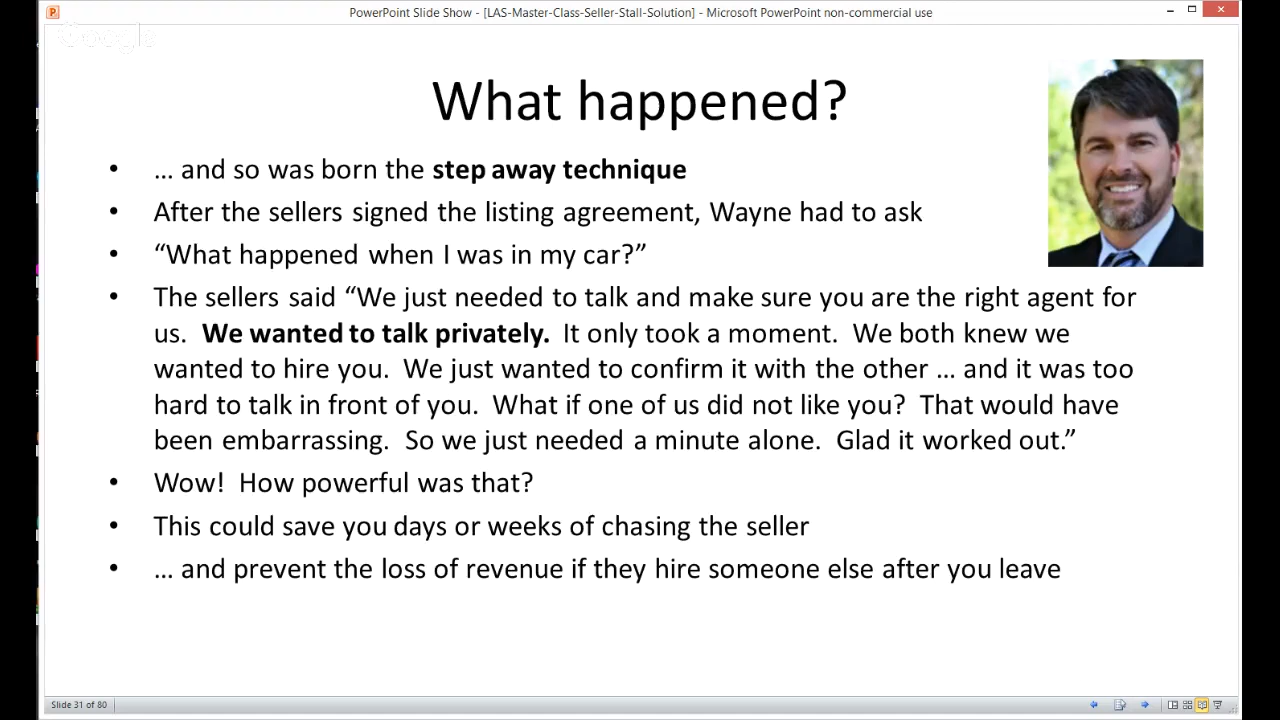 PowerPoint Slide Show - [LAS-Master-Class-Seller-Stall-Solution] - Microsoft PowerPoint non-commercial use
Google
What happened?
• … and so was born the step away technique
• After the sellers signed the listing agreement, Wayne had to ask
• “What happened when I was in my car?”
• The sellers said “We just needed to talk and make sure you are the right agent for
us. We wanted to talk privately. It only took a moment. We both knew we
wanted to hire you. We just wanted to confirm it with the other … and it was too
hard to talk in front of you. What if one of us did not like you? That would have
been embarrassing. So we just needed a minute alone. Glad it worked out.”
• Wow! How powerful was that?
• This could save you days or weeks of chasing the seller
• … and prevent the loss of revenue if they hire someone else after you leave
Slide 31 of 80